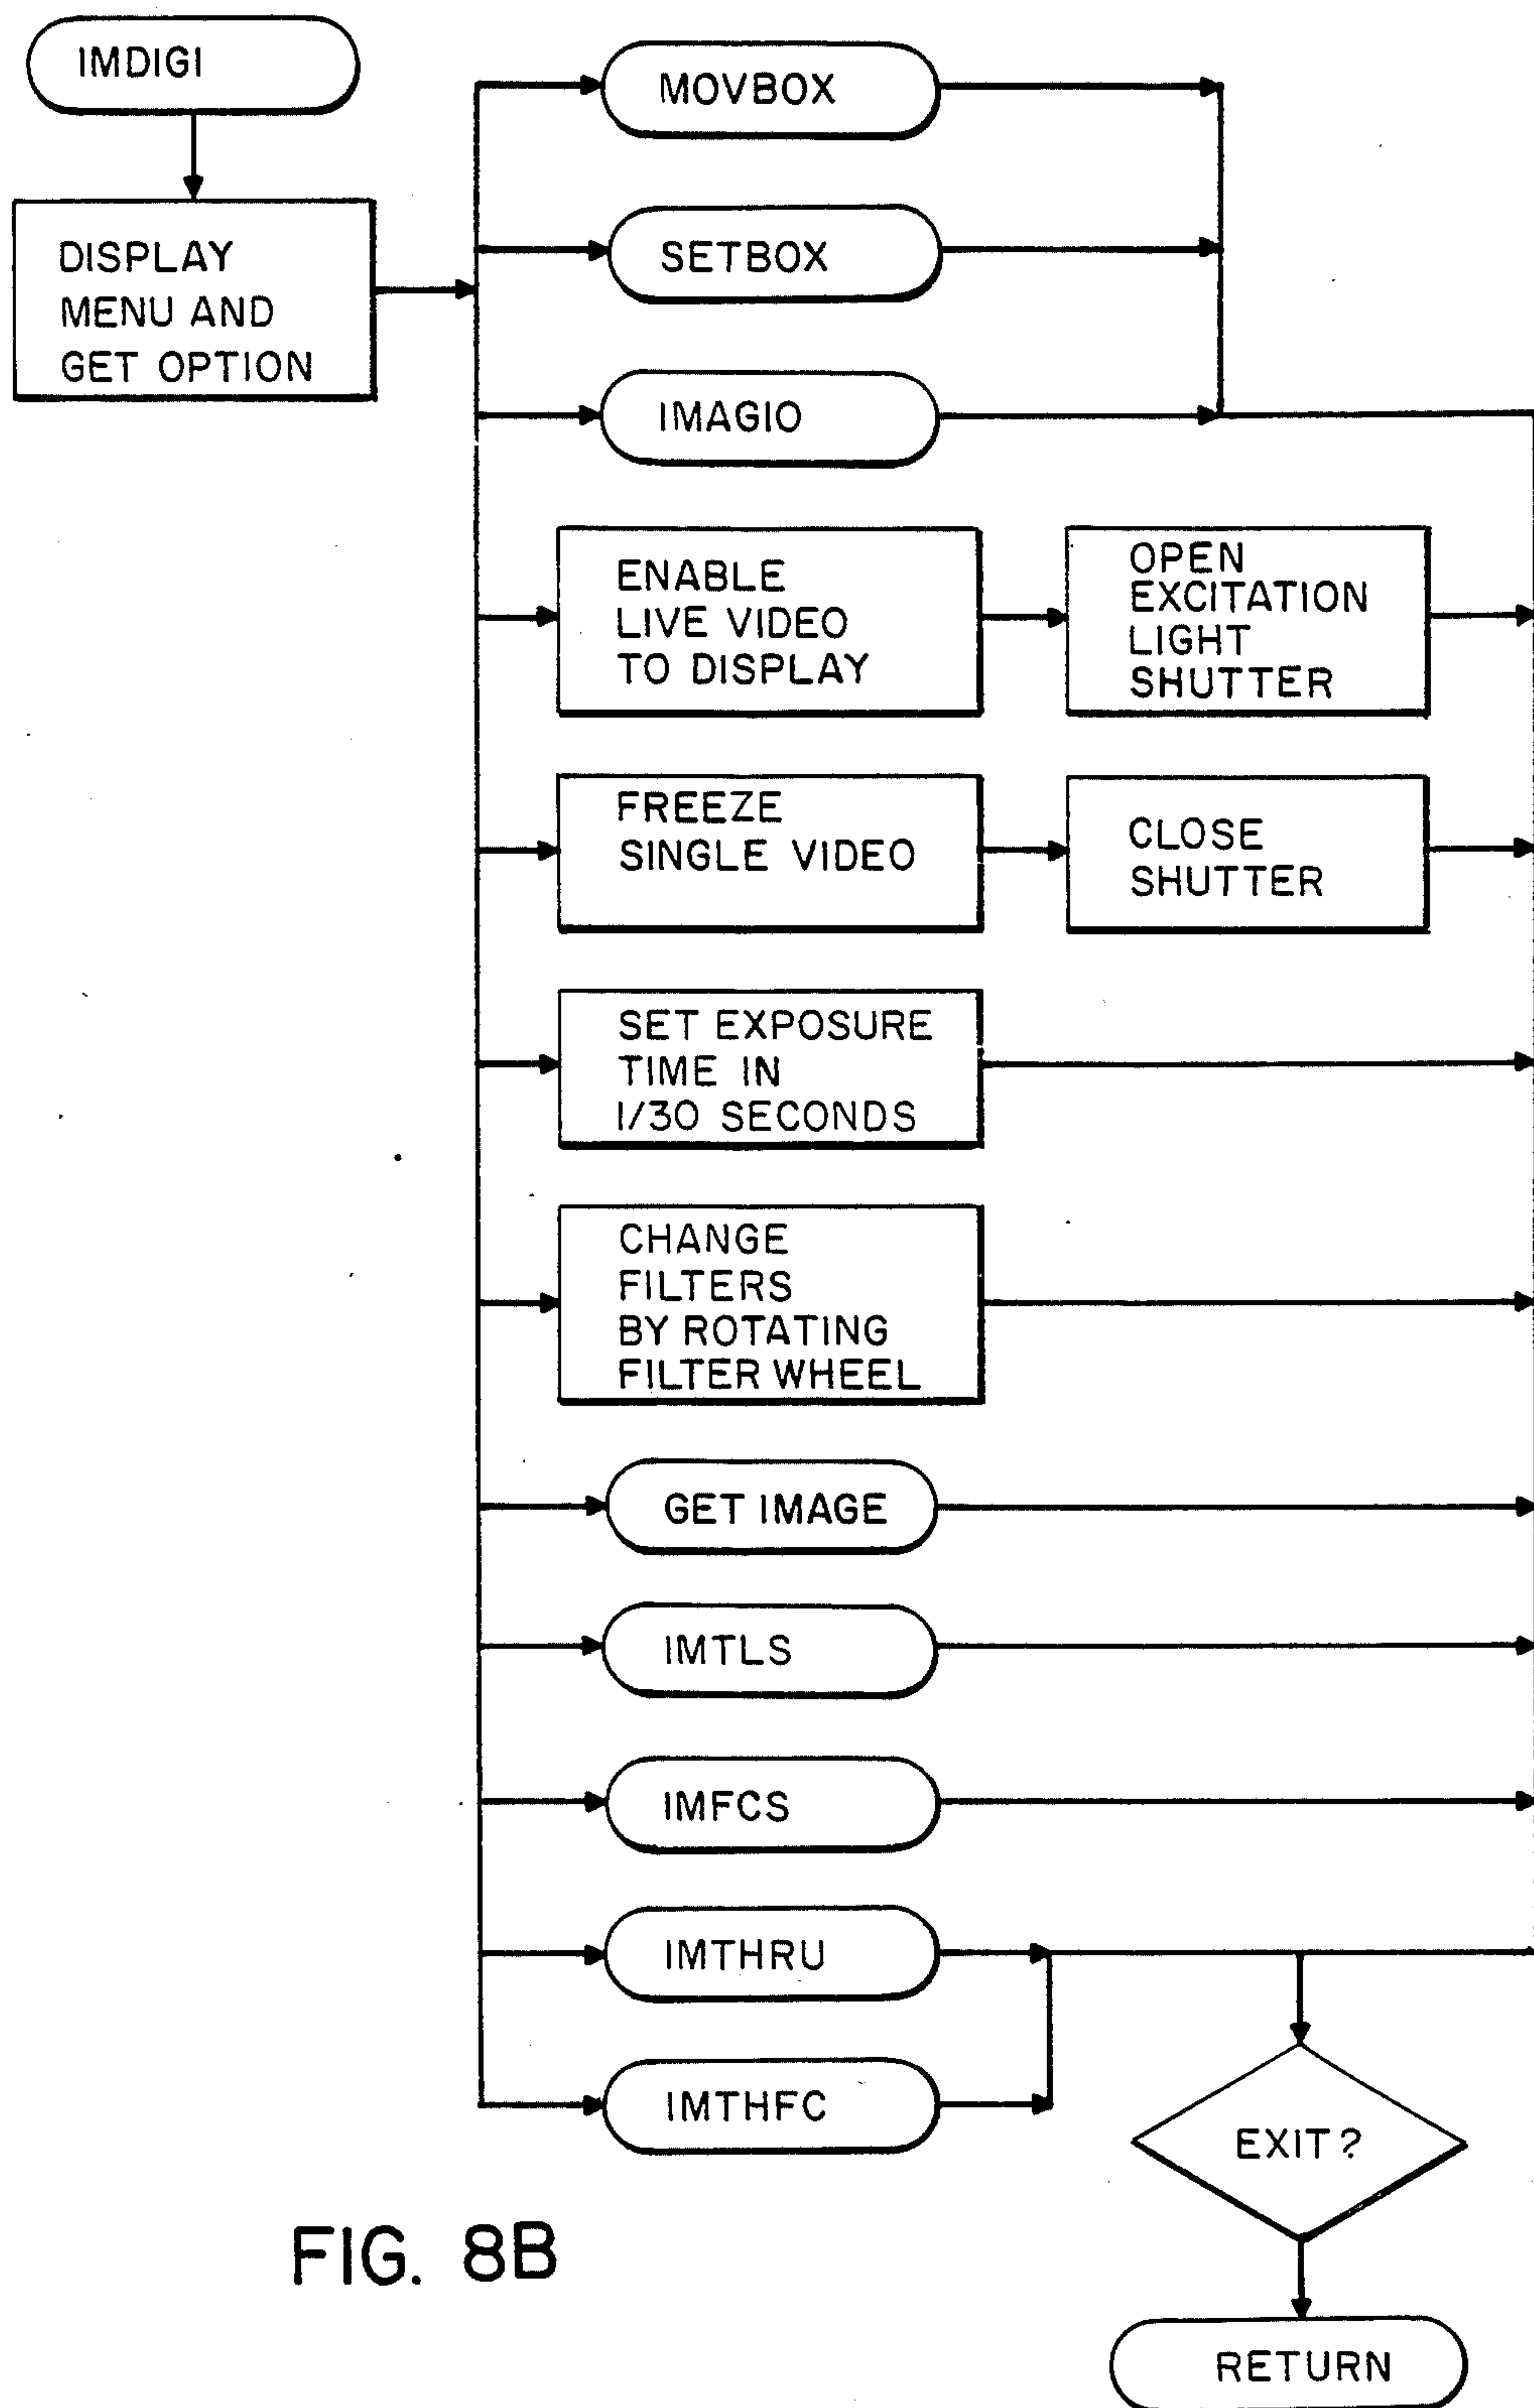 IMDIGI
DISPLAY
MENU AND
GET OPTION
MOVBOX
SETBOX
IMAGIO
ENABLE
LIVE VIDEO
TO DISPLAY
OPEN
EXCITATION
LIGHT
SHUTTER
FREEZE
SINGLE VIDEO
CLOSE
SHUTTER
SET EXPOSURE
TIME IN
1/30 SECONDS
CHANGE
FILTERS
BY ROTATING
FILTER WHEEL
GET IMAGE
IMTLS
IMFCS
IMTHRU
IMTHFC
EXIT?
RETURN
FIG. 8B